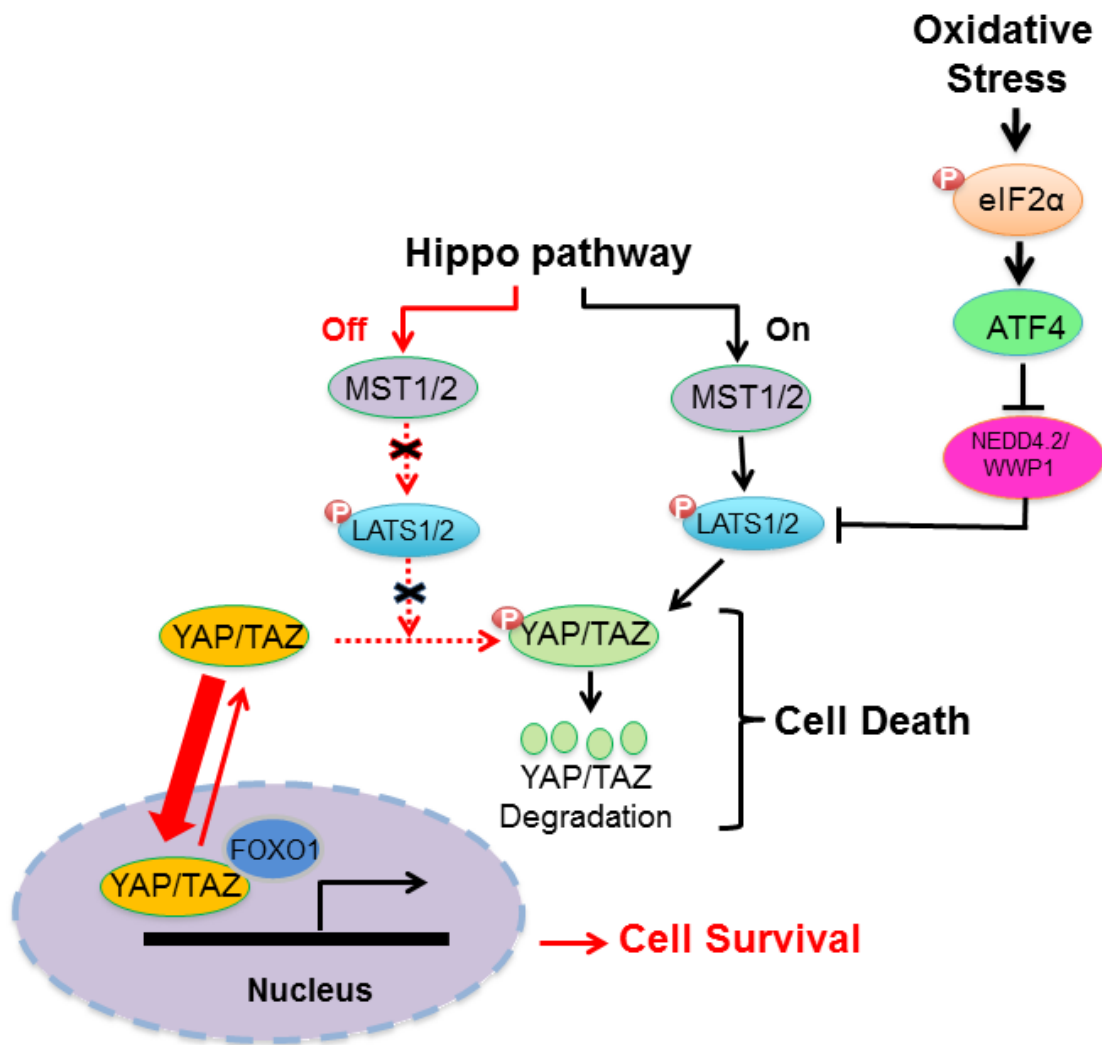 Oxidative
Stress
P
eIF2α
Hippo pathway
Off
On
ATF4
MST1/2
MST1/2
NEDD4.2/
WWP1
P
LATS1/2
P
LATS1/2
YAP/TAZ
P
YAP/TAZ
Cell Death
YAP/TAZ
Degradation
FOXO1
YAP/TAZ
Cell Survival
Nucleus